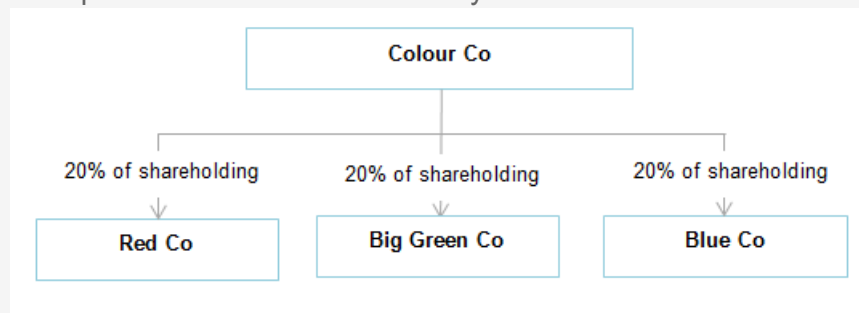 Colour Co
20% of shareholding
20% of shareholding
20% of shareholding
Red Co
Big Green Co
Blue Co